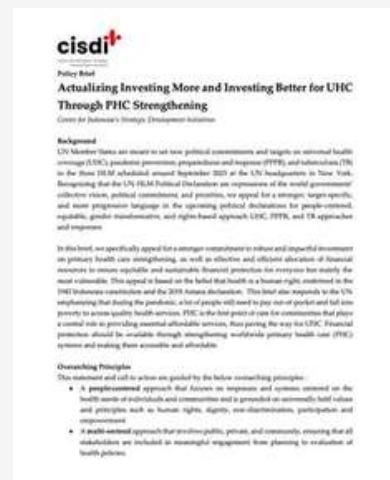 cisdi
Policy Brief
Actualizing Investing More and Investing Better for UHC
Through PHC Strengthening
Center for Indonesia's Strategic Development Initiatives
Background
UN Member States are meant to set new political commitments and targets on universal health
coverage (UHC), pandemic prevention, preparedness and response (PPPR), and tuberculosis (TB)
in the three HLM scheduled around September 2023 at the UN headquarters in New York.
Recognizing that the UN HLM Political Declaration are expressions of the world governments'
collective vision, political commitment, and priorities, we appeal for a stronger, target-specific,
and more progressive language in the upcoming political declarations for people-centered,
equitable, gender transformative, and rights-based approach UHC, PPPR, and TB approaches
and responses.
In this brief, we specifically appeal for a stronger commitment to robust and impactful investment
on primary health care strengthening, as well as effective and efficient allocation of financial
resources to ensure equitable and sustainable financial protection for everyone but mainly the
most vulnerable. This appeal is based on the belief that health is a human right, enshrined in the
1945 Indonesia constitution and the Astana declaration. This brief also responds to the UN
emphasizing that during the pandemic, a lot of people still need to pay out-of-pocket and fall into
poverty to access quality health services. PHC is the first point of care for communities that plays
a central role in providing essential affordable services, thus paving the way for UHC. Financial
protection should be available through strengthening worldwide primary health care (PHC)
systems and making them accessible and affordable.
Overarching Principles
This statement and call to action are guided by the below overarching principles:
• A people-centered approach that focuses on responses and systems centered on the
health needs of individuals and communities and is grounded on universally held values
and principles such as human rights, dignity, non-discrimination, participation and
empowerment.
• A multi-sectoral approach that involves public, private, and community, ensuring that all
stakeholders are included in meaningful engagement from planning to evaluation of
health policies.